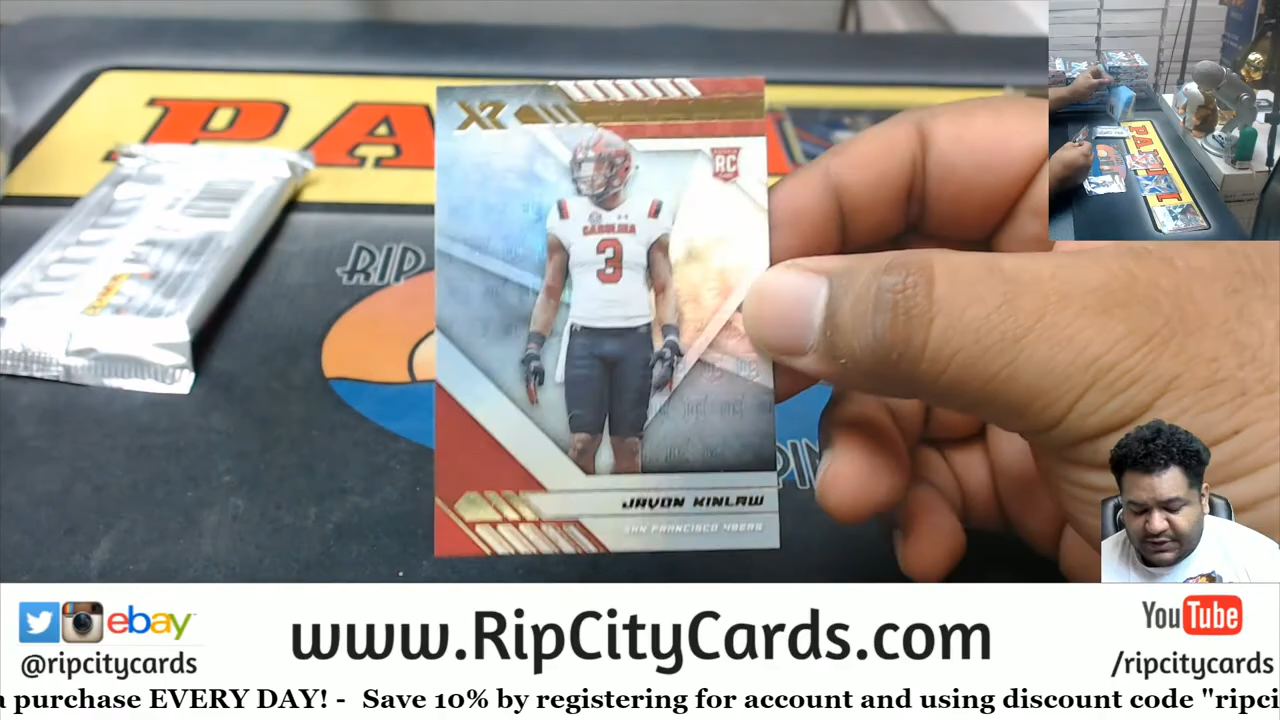 PA
RIP
XR
RC
CAROLINA
3
JAVON KINLAW
SAN FRANCISCO 49ERS
PANINI
ebay
@ripcitycards
www.RipCityCards.com
YouTube
/ripcitycards
a purchase EVERY DAY! - Save 10% by registering for account and using discount code "ripci